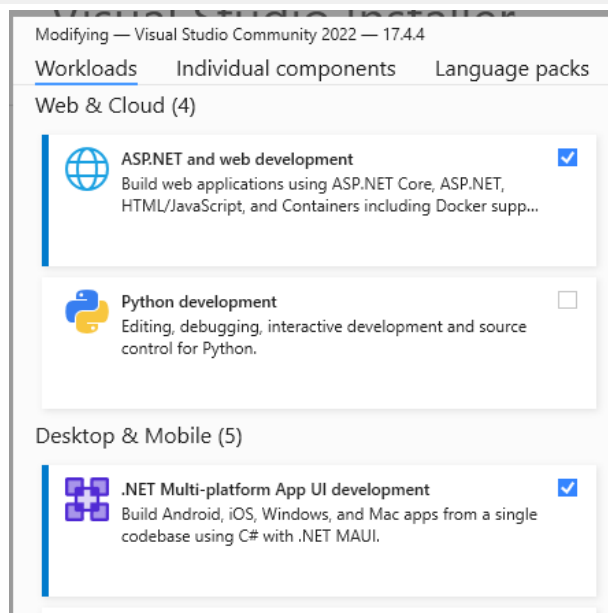 Visual Studio Installer
Modifying — Visual Studio Community 2022 — 17.4.4
Workloads Individual components Language packs
Web & Cloud (4)
ASP.NET and web development
Build web applications using ASP.NET Core, ASP.NET,
HTML/JavaScript, and Containers including Docker supp...
Python development
Editing, debugging, interactive development and source
control for Python.
Desktop & Mobile (5)
.NET Multi-platform App UI development
Build Android, iOS, Windows, and Mac apps from a single
codebase using C# with .NET MAUI.